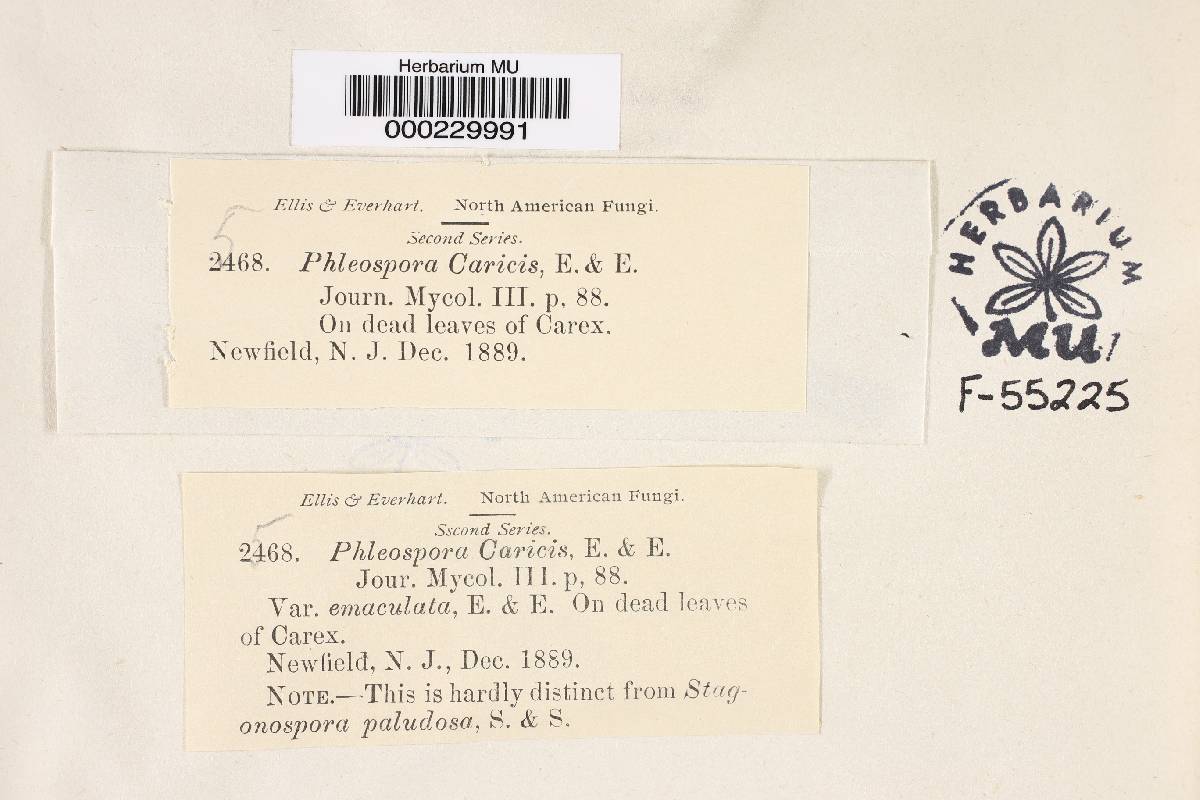 Herbarium MU
000229991
Ellis & Everhart. North American Fungi.
Second Series.
5
2468. Phleospora Caricis, E. & E.
Journ. Mycol. III. p. 88.
On dead leaves of Carex.
Newfield, N. J. Dec. 1889.
HERBARIUM
MU
F-55225
Ellis & Everhart. North American Fungi.
Sscond Series.
5
2468. Phleospora Caricis, E. & E.
Jour. Mycol. III. p, 88.
Var. emaculata, E. & E. On dead leaves
of Carex.
Newfield, N. J., Dec. 1889.
NOTE.—This is hardly distinct from Stag-
onospora paludosa, S. & S.